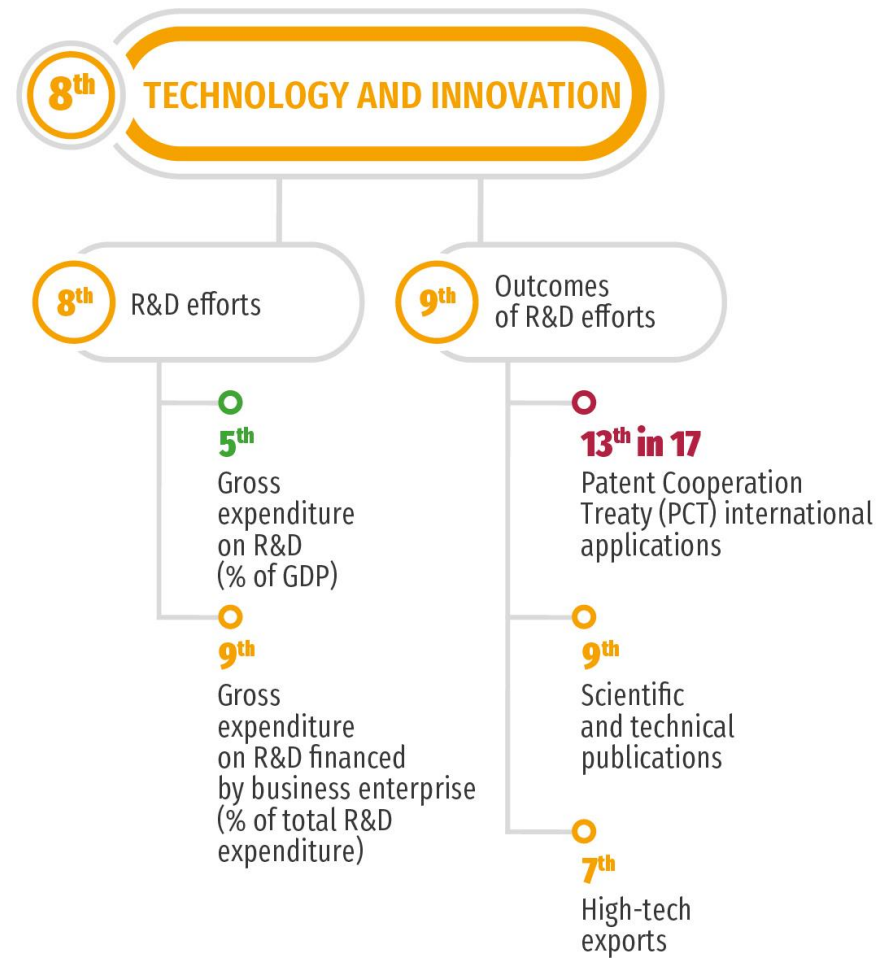 8th TECHNOLOGY AND INNOVATION
8th R&D efforts
9th Outcomes
of R&D efforts
5th
Gross
expenditure
on R&D
(% of GDP)
9th
Gross
expenditure
on R&D financed
by business enterprise
(% of total R&D
expenditure)
13th in 17
Patent Cooperation
Treaty (PCT) international
applications
9th
Scientific
and technical
publications
7th
High-tech
exports